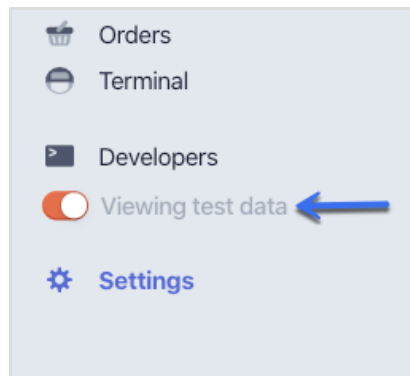 Orders
Terminal
Developers
Viewing test data
Settings